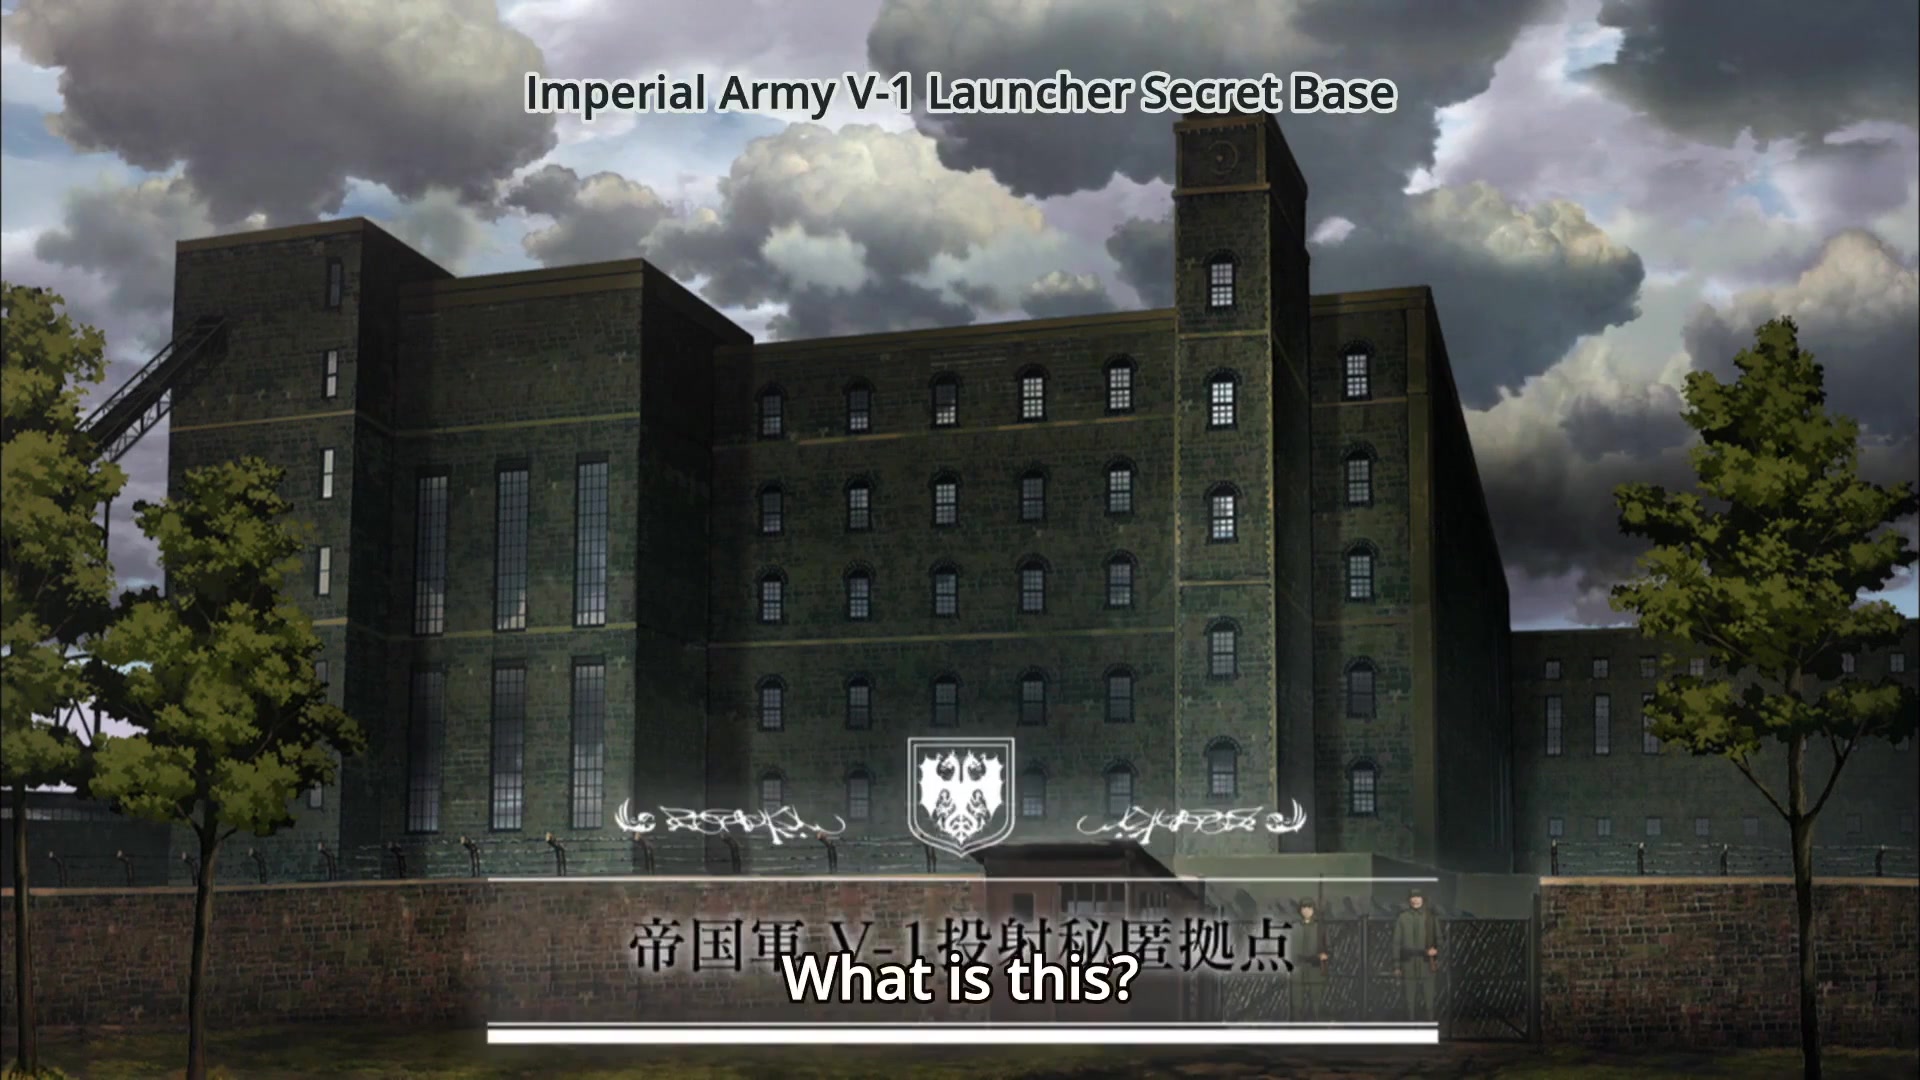 Imperial Army V-1 Launcher Secret Base
帝国軍 V-1投射秘匿拠点
What is this?